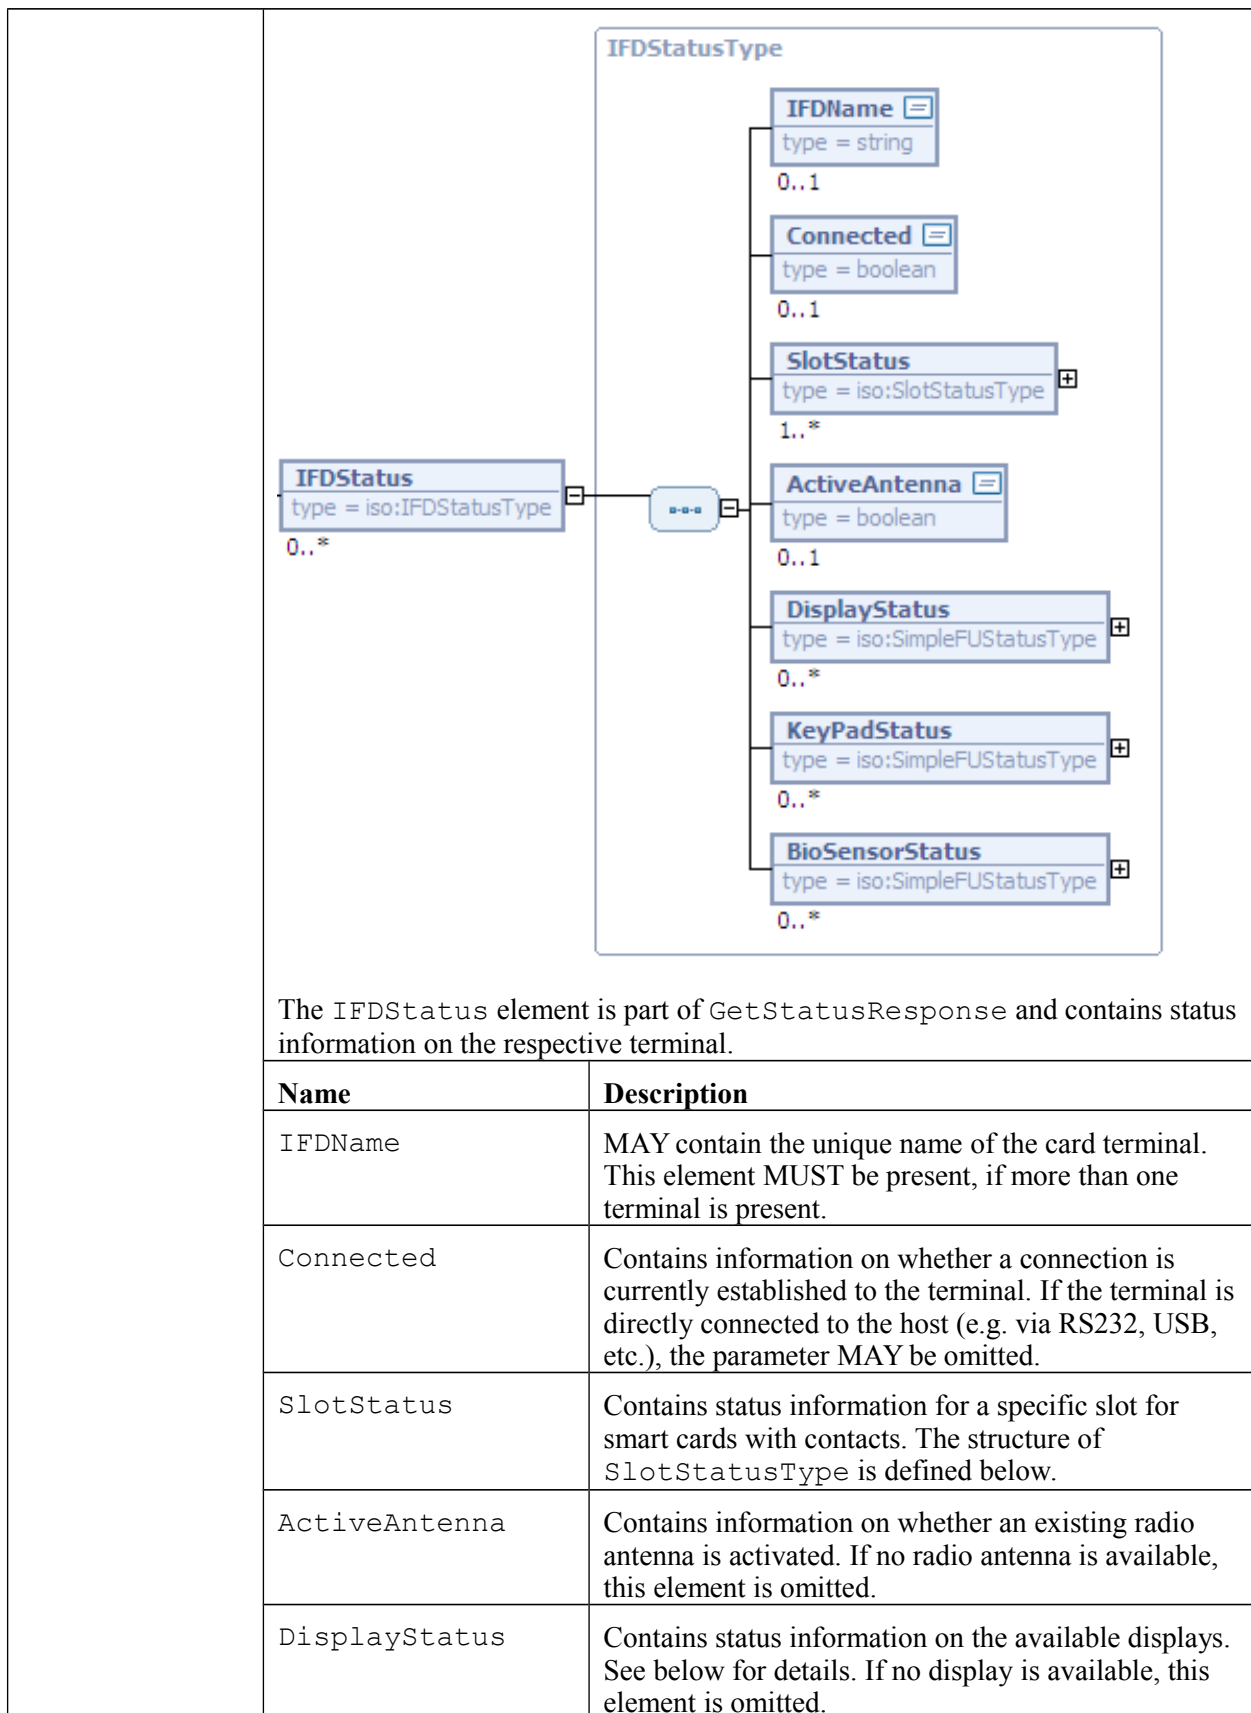 IFDStatusType
IFDName
type = string
0..1
Connected
type = boolean
0..1
SlotStatus
type = iso:SlotStatusType
1..*
IFDStatus
type = iso:IFDStatusType
0..*
ActiveAntenna
type = boolean
0..1
DisplayStatus
type = iso:SimpleFUStatusType
0..*
KeyPadStatus
type = iso:SimpleFUStatusType
0..*
BioSensorStatus
type = iso:SimpleFUStatusType
0..*
The IFDStatus element is part of GetStatusResponse and contains status
information on the respective terminal.
Name Description
IFDName MAY contain the unique name of the card terminal.
This element MUST be present, if more than one
terminal is present.
Connected Contains information on whether a connection is
currently established to the terminal. If the terminal is
directly connected to the host (e.g. via RS232, USB,
etc.), the parameter MAY be omitted.
SlotStatus Contains status information for a specific slot for
smart cards with contacts. The structure of
SlotStatusType is defined below.
ActiveAntenna Contains information on whether an existing radio
antenna is activated. If no radio antenna is available,
this element is omitted.
DisplayStatus Contains status information on the available displays.
See below for details. If no display is available, this
element is omitted.